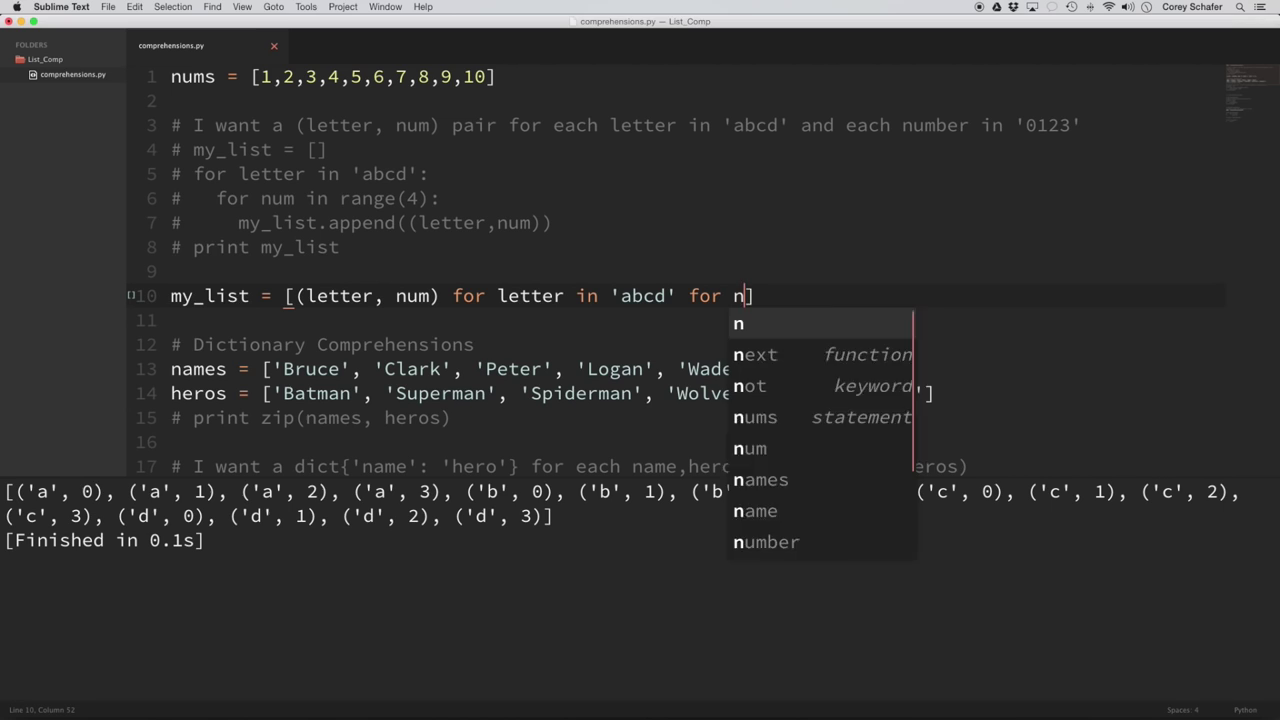 Sublime Text File Edit Selection Find View Goto Tools Project Window Help Corey Schafer
comprehensions.py — List_Comp
FOLDERS
List_Comp
comprehensions.py
comprehensions.py
1 nums = [1,2,3,4,5,6,7,8,9,10]
2
3 # I want a (letter, num) pair for each letter in 'abcd' and each number in '0123'
4 # my_list = []
5 # for letter in 'abcd':
6 #   for num in range(4):
7 #     my_list.append((letter,num))
8 # print my_list
9
10 my_list = [(letter, num) for letter in 'abcd' for n]
11
n
12 # Dictionary Comprehensions
next function
13 names = ['Bruce', 'Clark', 'Peter', 'Logan', 'Wade
not keyword
14 heros = ['Batman', 'Superman', 'Spiderman', 'Wolve ']
15 # print zip(names, heros)
nums statement
16
num
17 # I want a dict{'name': 'hero'} for each name,hero eros)
names
[('a', 0), ('a', 1), ('a', 2), ('a', 3), ('b', 0), ('b', 1), ('b' ('c', 0), ('c', 1), ('c', 2),
('c', 3), ('d', 0), ('d', 1), ('d', 2), ('d', 3)]
name
[Finished in 0.1s]
number
Line 10, Column 52 Spaces: 4 Python